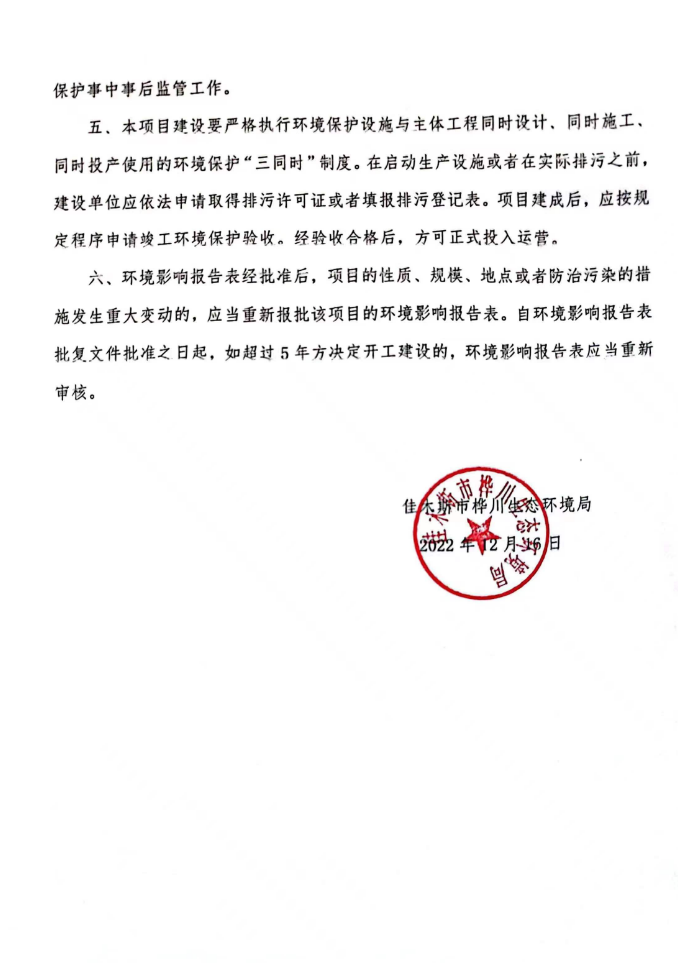 保护事中事后监管工作。
五、本项目建设要严格执行环境保护设施与主体工程同时设计、同时施工、
同时投产使用的环境保护“三同时”制度。在启动生产设施或者在实际排污之前，
建设单位应依法申请取得排污许可证或者填报排污登记表。项目建成后，应按规
定程序申请竣工环境保护验收。经验收合格后，方可正式投入运营。
六、环境影响报告表经批准后，项目的性质、规模、地点或者防治污染的措
施发生重大变动的，应当重新报批该项目的环境影响报告表。自环境影响报告表
批复文件批准之日起，如超过 5 年方决定开工建设的，环境影响报告表应当重新
审核。
佳木斯市桦川生态环境局
2022 年 12 月 16 日
佳木斯市桦川生态环境局